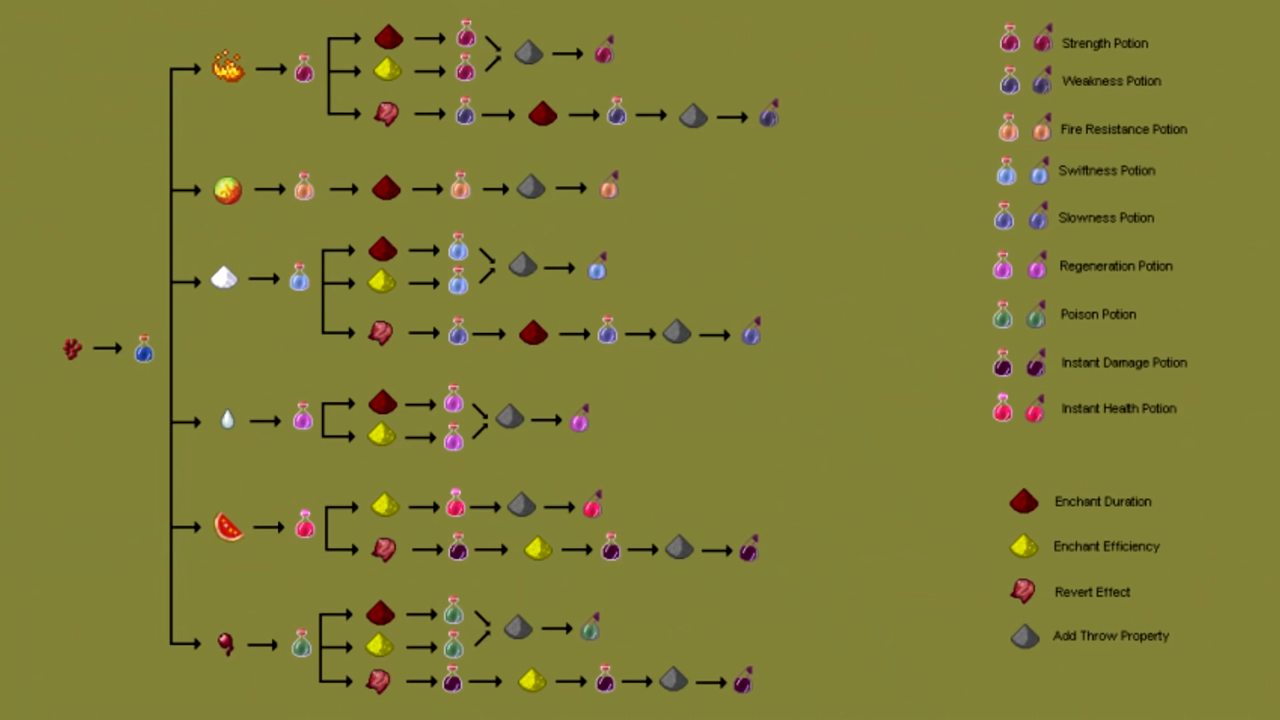 Strength Potion
Weakness Potion
Fire Resistance Potion
Swiftness Potion
Slowness Potion
Regeneration Potion
Poison Potion
Instant Damage Potion
Instant Health Potion
Enchant Duration
Enchant Efficiency
Revert Effect
Add Throw Property